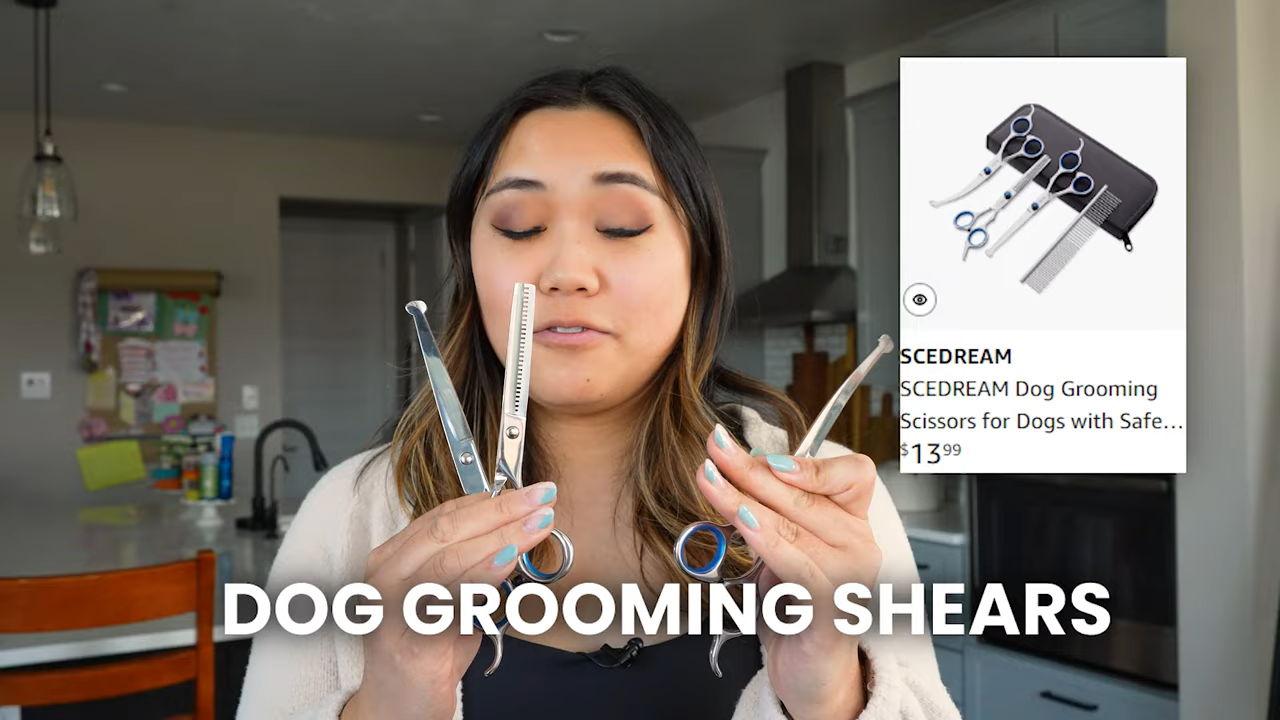 SCEDREAM
SCEDREAM Dog Grooming
Scissors for Dogs with Safe...
$13.99
DOG GROOMING SHEARS